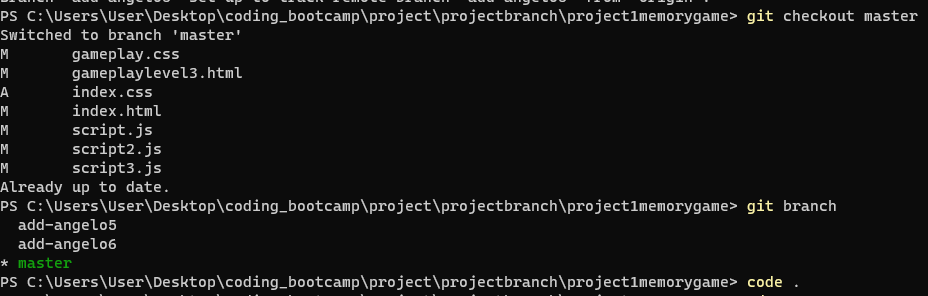 PS C:\Users\User\Desktop\coding_bootcamp\project\projectbranch\project1memorygame> git checkout master
Switched to branch 'master'
M       gameplay.css
M       gameplaylevel3.html
A       index.css
M       index.html
M       script.js
M       script2.js
M       script3.js
Already up to date.
PS C:\Users\User\Desktop\coding_bootcamp\project\projectbranch\project1memorygame> git branch
  add-angelo5
  add-angelo6
* master
PS C:\Users\User\Desktop\coding_bootcamp\project\projectbranch\project1memorygame> code .